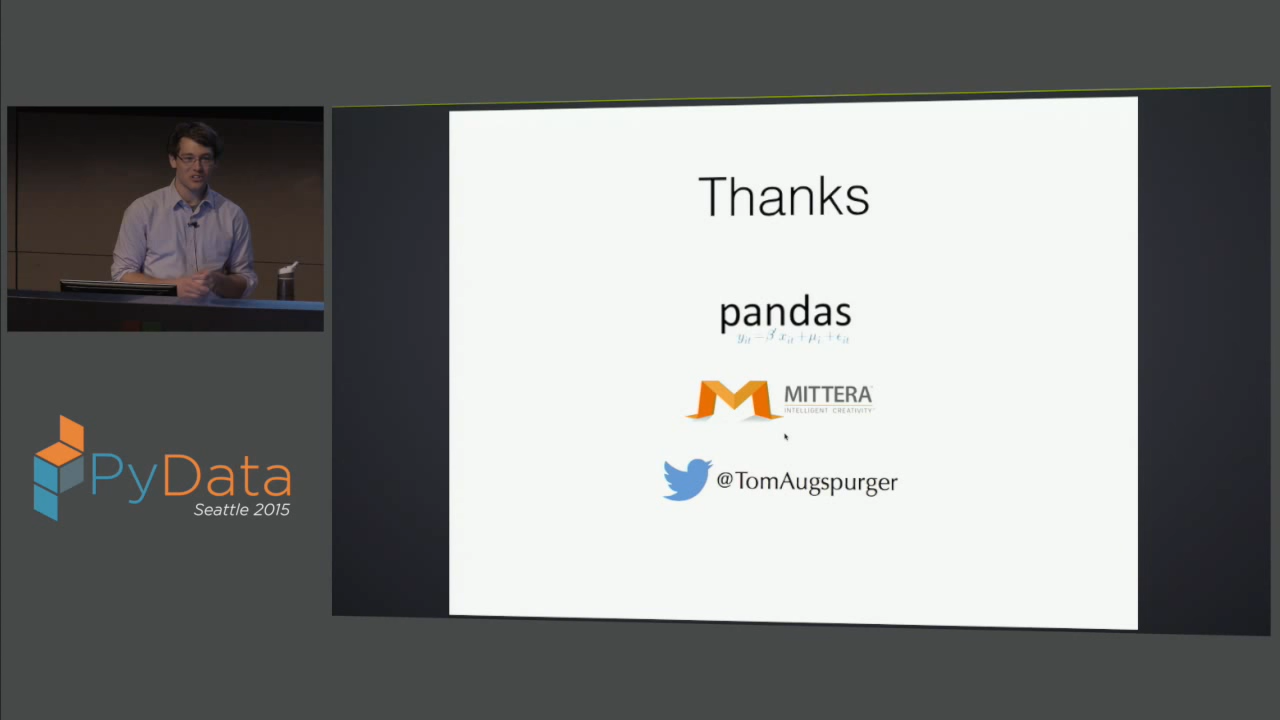 Thanks
pandas
MITTERA
INTELLIGENT CREATIVITY
@TomAugspurger
PyData
Seattle 2015